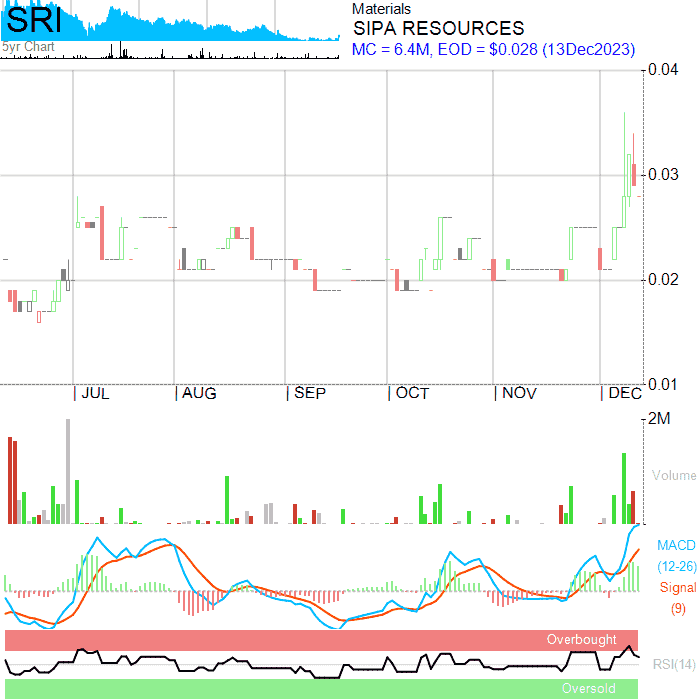 SRI
5yr Chart
Materials
SIPA RESOURCES
MC = 6.4M, EOD = $0.028 (13Dec2023)
0.04
0.03
0.02
0.01
JUL
AUG
SEP
OCT
NOV
DEC
2M
Volume
MACD
(12-26)
Signal
(9)
Overbought
RSI(14)
Oversold